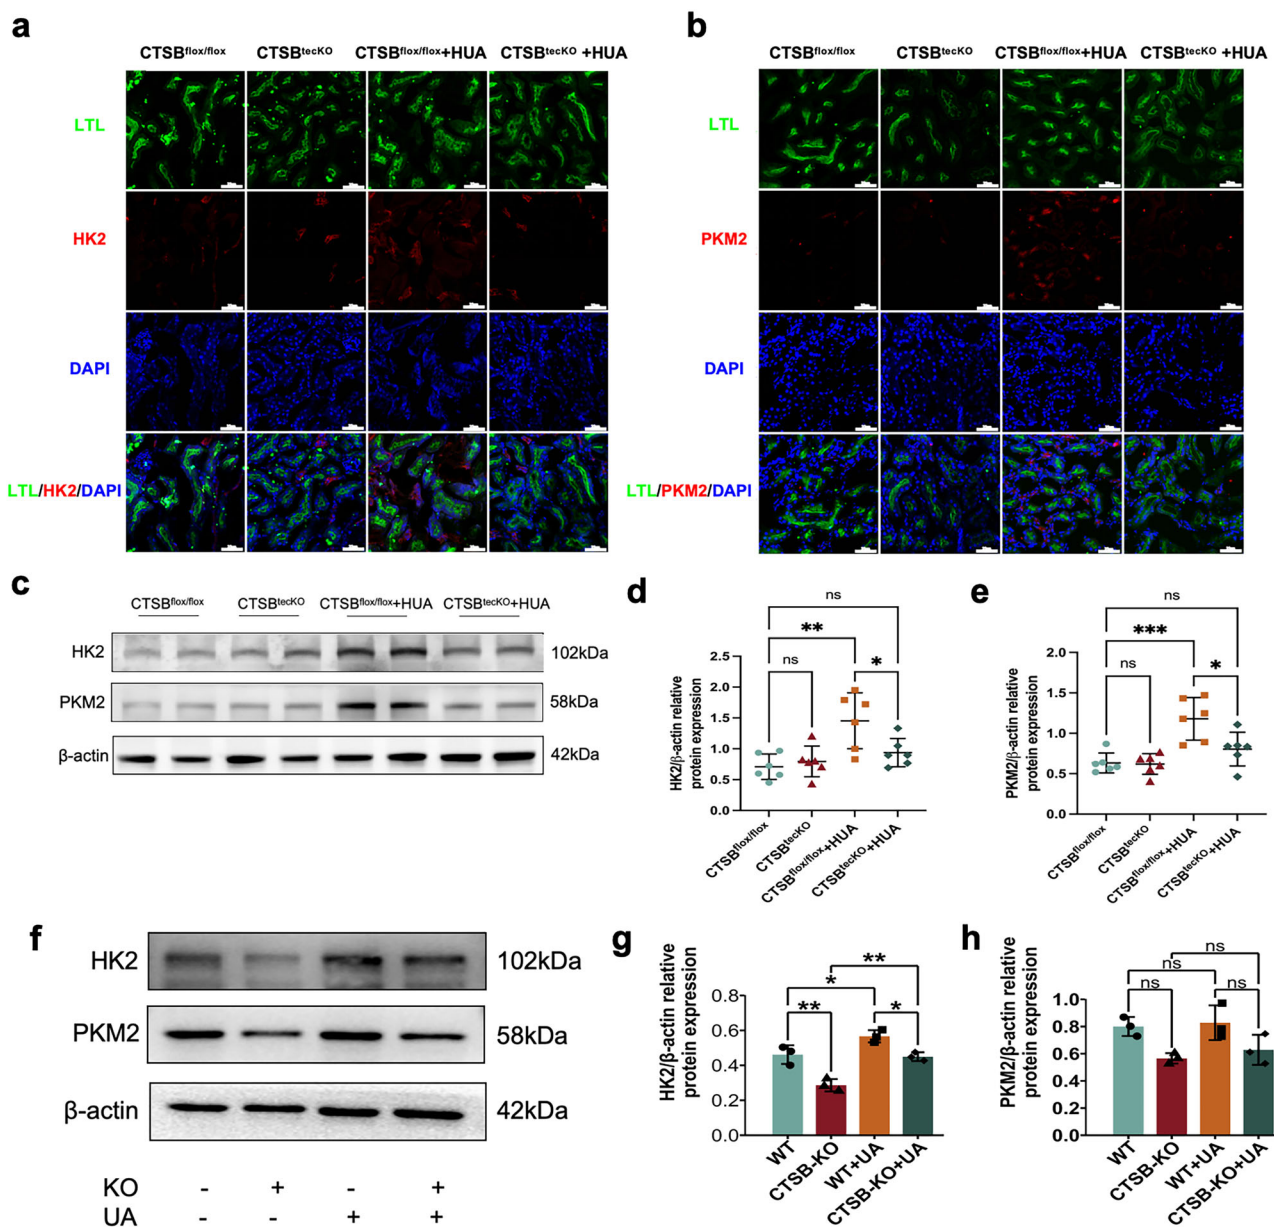 a
CTSBflox/flox CTSBtecKO CTSBflox/flox+HUA CTSBtecKO +HUA
LTL
HK2
DAPI
LTL/HK2/DAPI
b
CTSBflox/flox CTSBtecKO CTSBflox/flox+HUA CTSBtecKO +HUA
LTL
PKM2
DAPI
LTL/PKM2/DAPI
c
CTSBflox/flox CTSBtecKO CTSBflox/flox+HUA CTSBtecKO+HUA
HK2 102kDa
PKM2 58kDa
β-actin 42kDa
d
ns
**
ns *
HK2/β-actin relative
protein expression
2.5
2.0
1.5
1.0
0.5
0.0
CTSBflox/flox
CTSBtecKO
CTSBflox/flox+HUA
CTSBtecKO+HUA
e
ns
***
ns *
PKM2/β-actin relative
protein expression
2.0
1.5
1.0
0.5
0.0
CTSBflox/flox
CTSBtecKO
CTSBflox/flox+HUA
CTSBtecKO+HUA
f
HK2 102kDa
PKM2 58kDa
β-actin 42kDa
KO - + - +
UA - - + +
g
**
*
** *
HK2/β-actin relative
protein expression
0.8
0.6
0.4
0.2
0.0
WT
CTSB-KO
WT+UA
CTSB-KO+UA
h
ns
ns
ns ns
PKM2/β-actin relative
protein expression
1.0
0.8
0.6
0.4
0.2
0.0
WT
CTSB-KO
WT+UA
CTSB-KO+UA